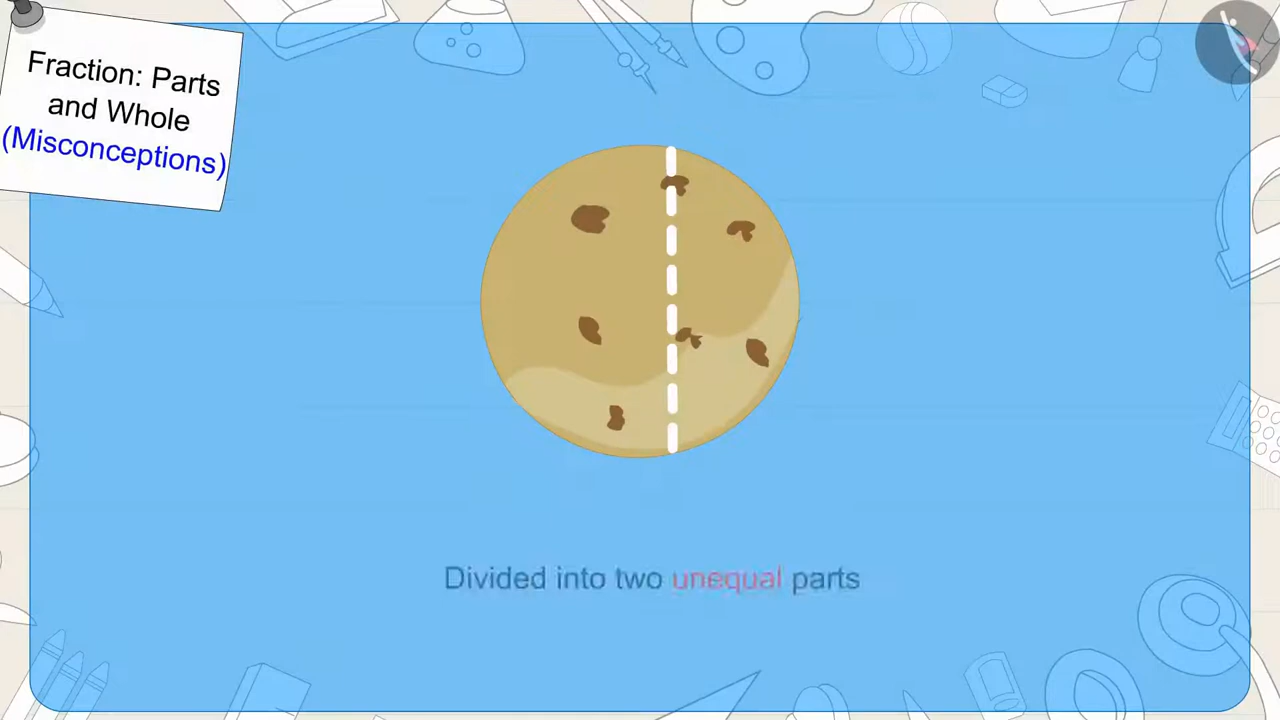 Fraction: Parts
and Whole
(Misconceptions)
Divided into two unequal parts